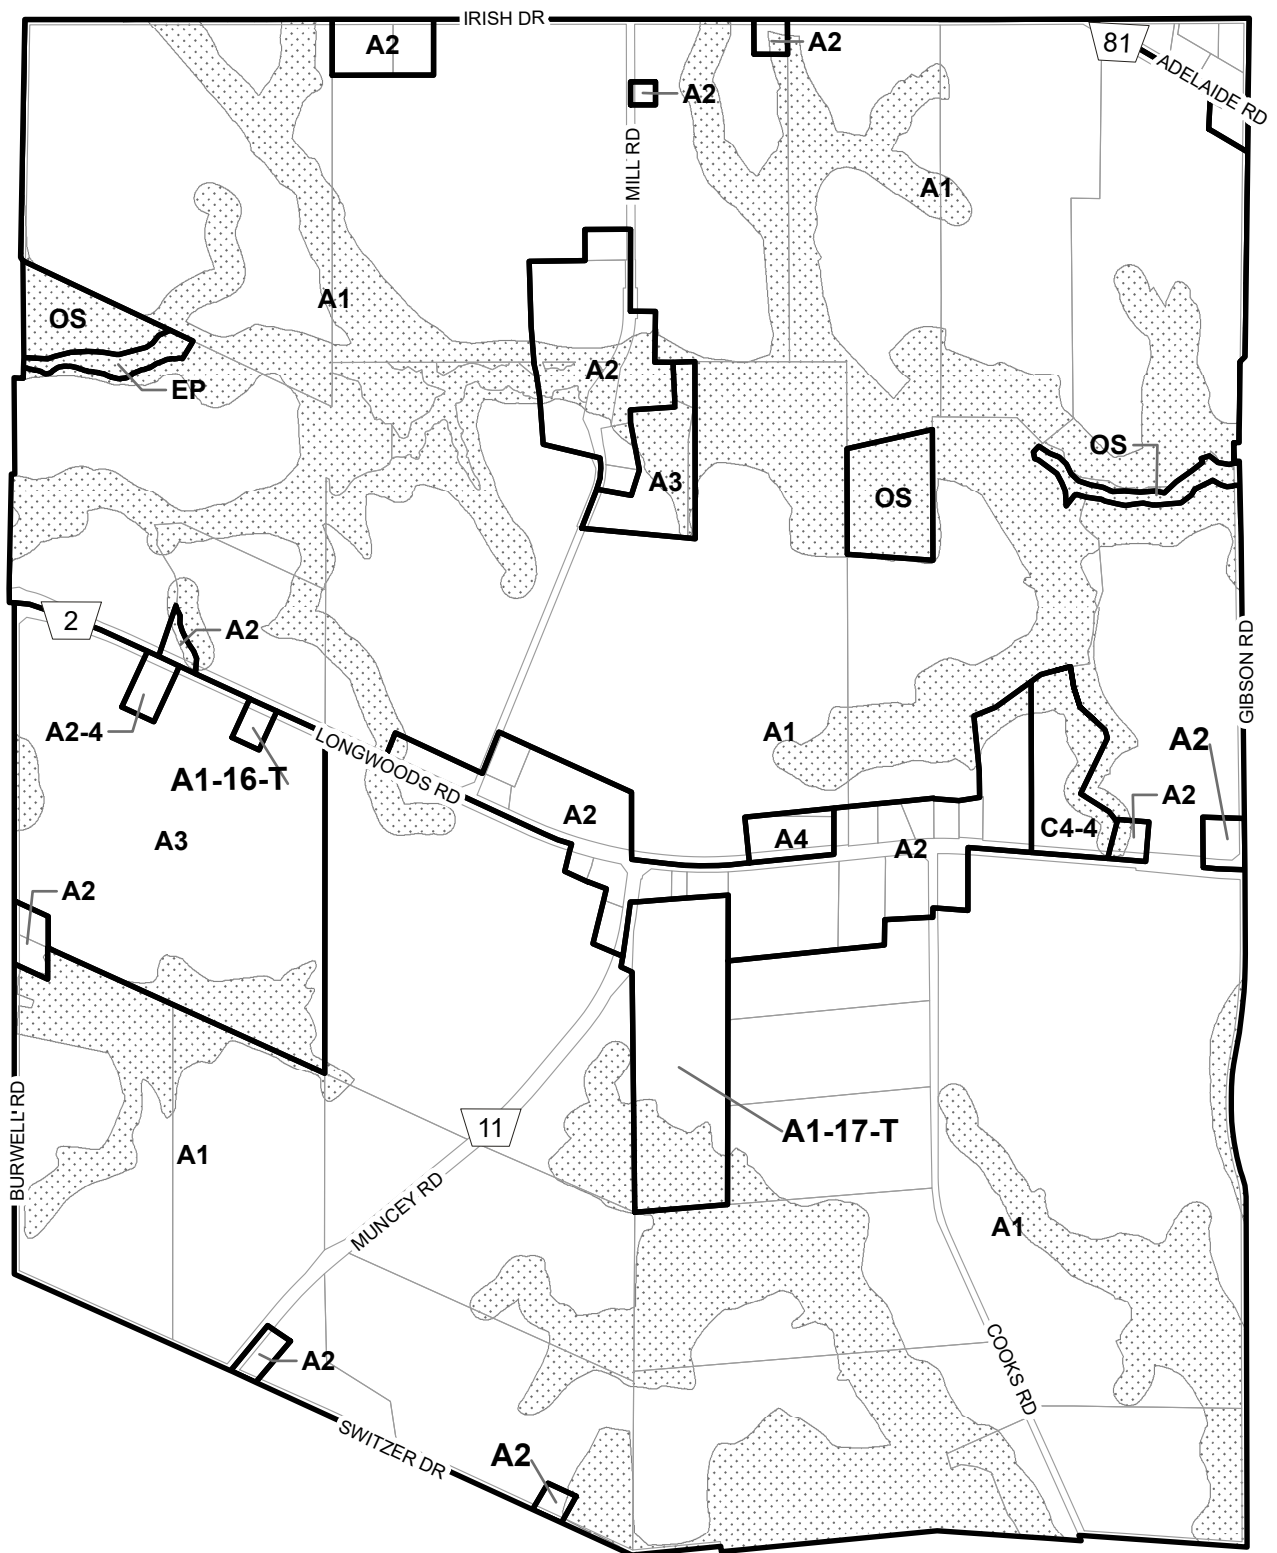 IRISH DR
A2
A2
81
ADELAIDE RD
A2
MILL RD
A1
A1
OS
EP
A2
A3
OS
OS
2
A2
A2-4
A1-16-T
LONGWOODS RD
A1
GIBSON RD
A2
A2
A2
A4
A2
C4-4
A3
A2
BURWELL RD
A1
11
A1-17-T
MUNCEY RD
A1
A2
COOKS RD
SWITZER DR
A2